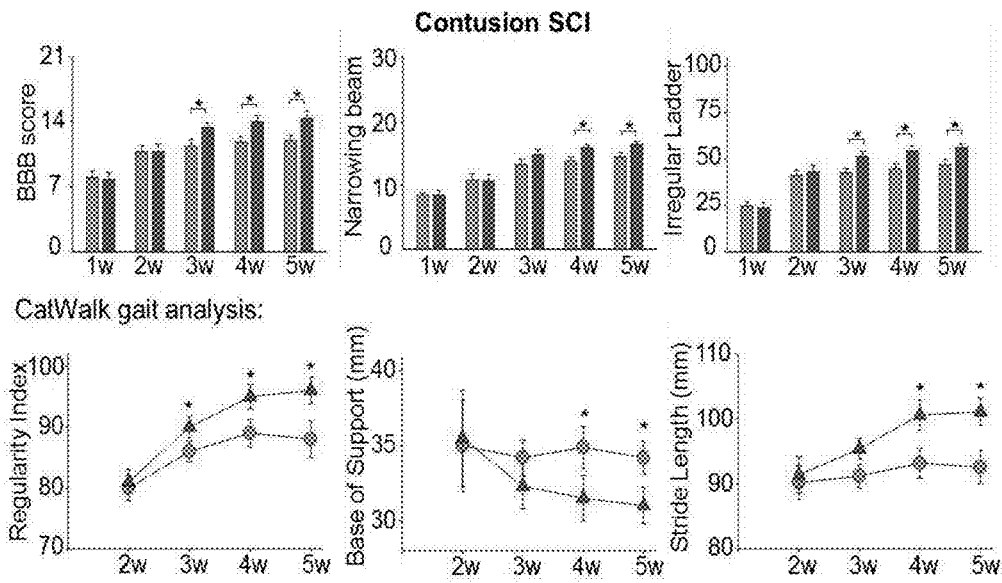 Contusion SCI
BBB score
21
14
7
0
* * *
1w 2w 3w 4w 5w
Narrowing beam
30
20
10
0
* *
1w 2w 3w 4w 5w
Irregular Ladder
100
75
50
25
0
* * *
1w 2w 3w 4w 5w
CatWalk gait analysis:
Regularity Index
100
90
80
70
* * *
2w 3w 4w 5w
Base of Support (mm)
40
35
30
* *
2w 3w 4w 5w
Stride Length (mm)
110
100
90
80
* *
2w 3w 4w 5w